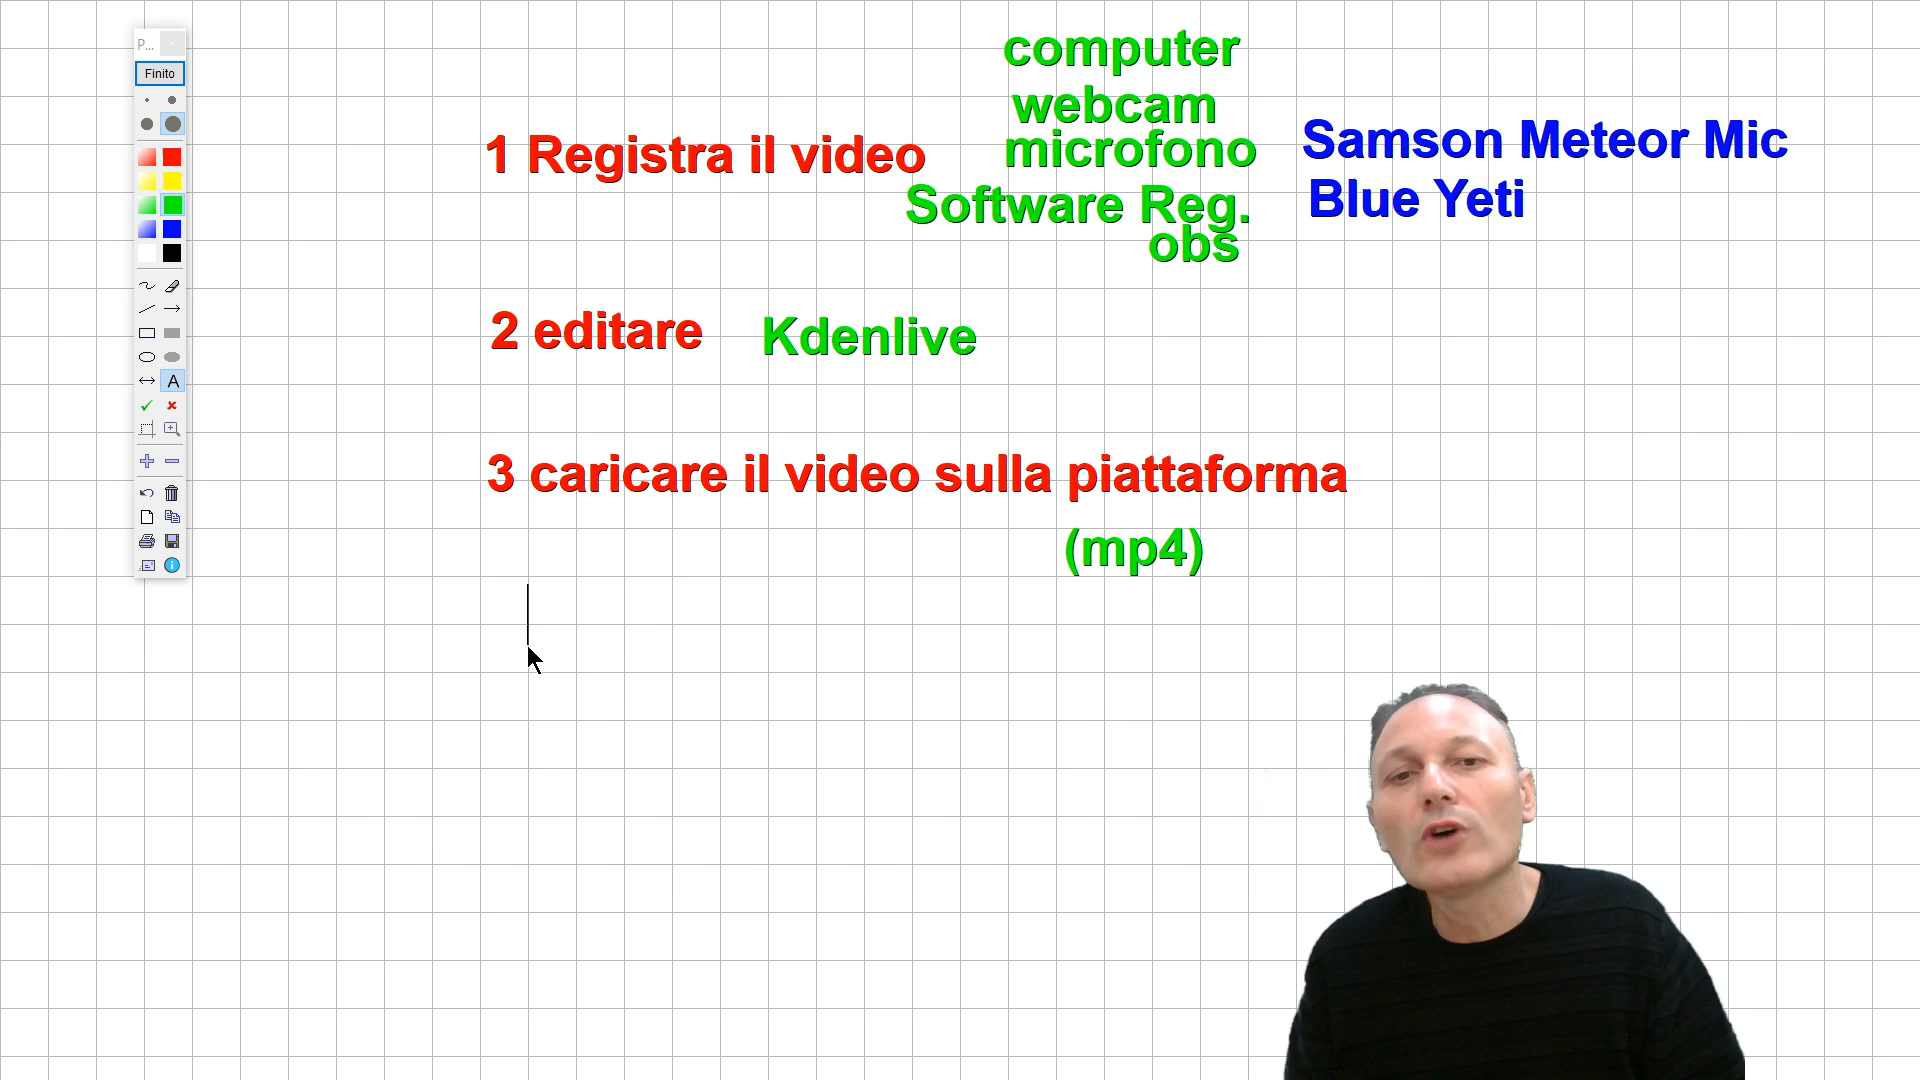 P...
Finito
computer
webcam
1 Registra il video
microfono
Samson Meteor Mic
Software Reg.
Blue Yeti
obs
2 editare
Kdenlive
3 caricare il video sulla piattaforma
(mp4)
A